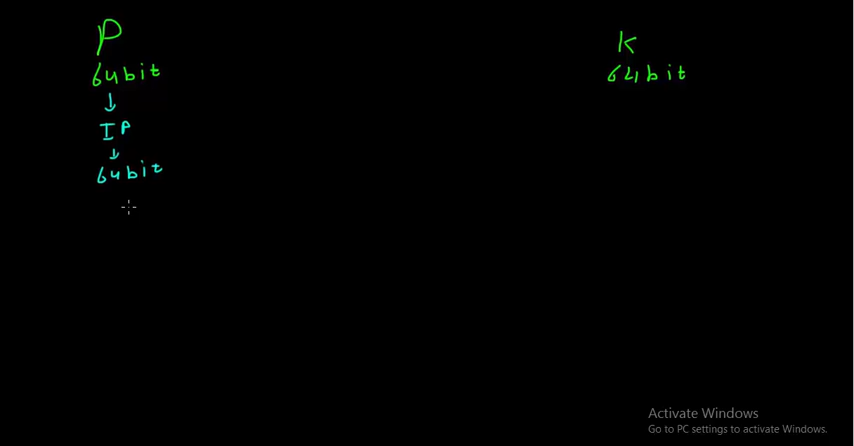 P
64bit
↓
IP
↓
64bit
K
64bit
Activate Windows
Go to PC settings to activate Windows.